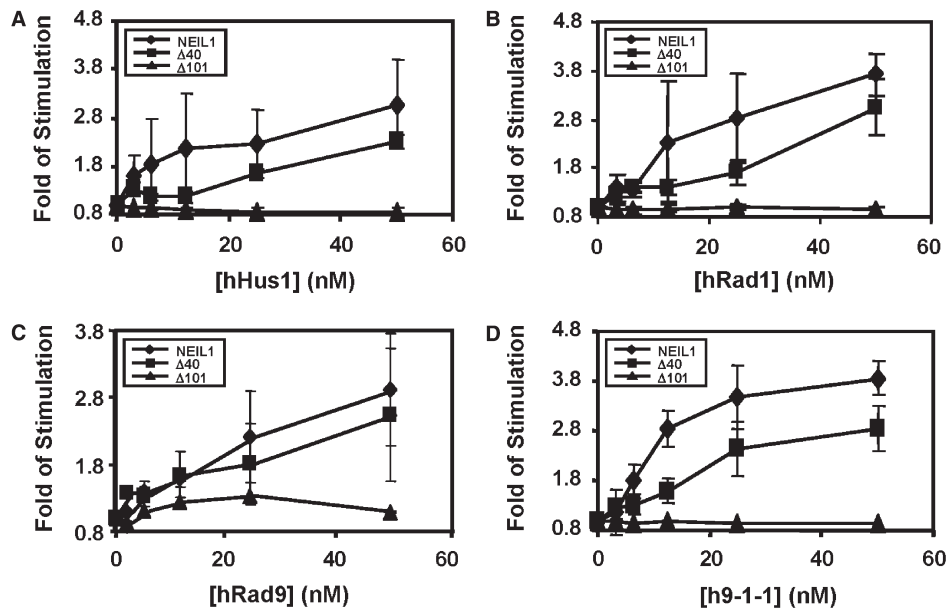 A
Fold of Stimulation
4.8
3.8
2.8
1.8
0.8
NEIL1
Δ40
Δ101
0 20 40 60
[hHus1] (nM)
B
Fold of Stimulation
4.8
3.8
2.8
1.8
0.8
NEIL1
Δ40
Δ101
0 20 40 60
[hRad1] (nM)
C
Fold of Stimulation
3.8
2.8
1.8
0.8
NEIL1
Δ40
Δ101
0 20 40 60
[hRad9] (nM)
D
Fold of Stimulation
4.8
3.8
2.8
1.8
0.8
NEIL1
Δ40
Δ101
0 20 40 60
[h9-1-1] (nM)